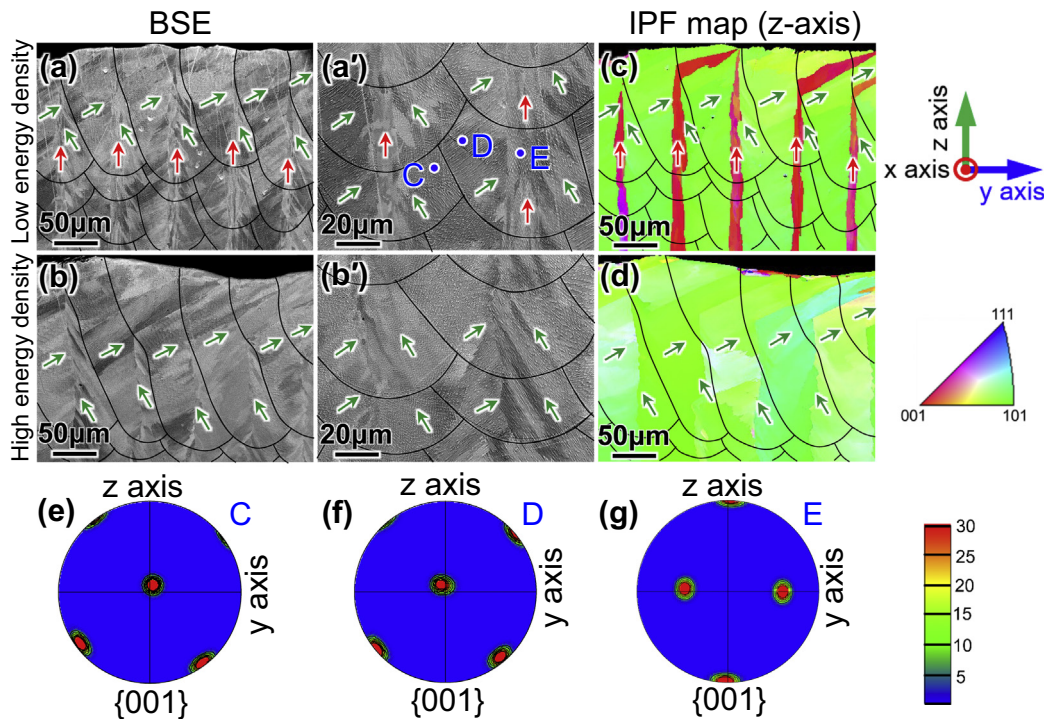 BSE
IPF map (z-axis)
Low energy density
(a)
50μm
(a′)
C
D
E
20μm
(c)
50μm
z axis
x axis
y axis
High energy density
(b)
50μm
(b′)
20μm
(d)
50μm
111
001
101
(e)
z axis
C
y axis
{001}
(f)
z axis
D
y axis
{001}
(g)
z axis
E
y axis
{001}
30
25
20
15
10
5